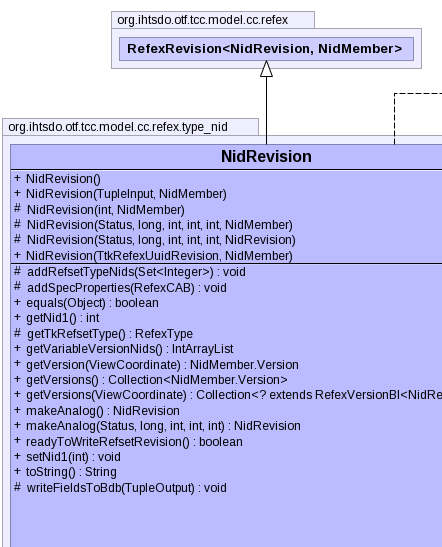 org.ihtsdo.otf.tcc.model.cc.refex
RefexRevision<NidRevision, NidMember>
org.ihtsdo.otf.tcc.model.cc.refex.type_nid
NidRevision
+ NidRevision()
+ NidRevision(TupleInput, NidMember)
# NidRevision(int, NidMember)
# NidRevision(Status, long, int, int, int, NidMember)
# NidRevision(Status, long, int, int, int, NidRevision)
+ NidRevision(TtkRefexUuidRevision, NidMember)
# addRefsetTypeNids(Set<Integer>) : void
# addSpecProperties(RefexCAB) : void
+ equals(Object) : boolean
+ getNid1() : int
# getTkRefsetType() : RefexType
+ getVariableVersionNids() : IntArrayList
+ getVersion(ViewCoordinate) : NidMember.Version
+ getVersions() : Collection<NidMember.Version>
+ getVersions(ViewCoordinate) : Collection<? extends RefexVersionBI<NidRe
+ makeAnalog() : NidRevision
+ makeAnalog(Status, long, int, int, int) : NidRevision
+ readyToWriteRefsetRevision() : boolean
+ setNid1(int) : void
+ toString() : String
# writeFieldsToBdb(TupleOutput) : void